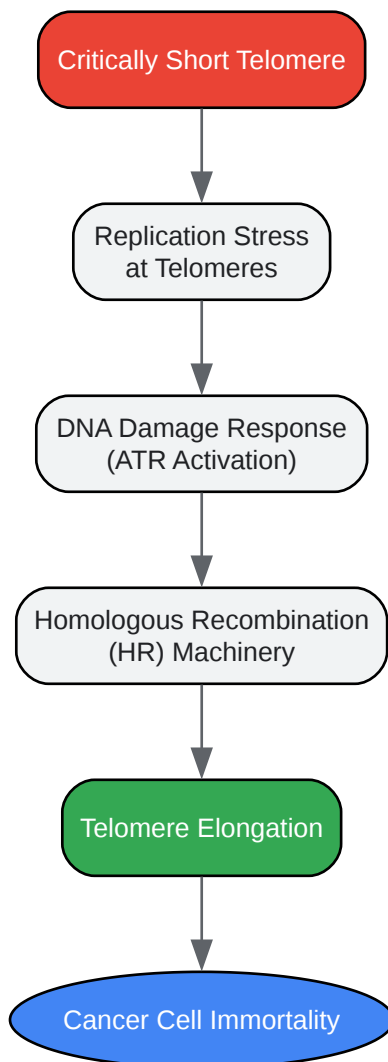 Critically Short Telomere
Replication Stress
at Telomeres
DNA Damage Response
(ATR Activation)
Homologous Recombination
(HR) Machinery
Telomere Elongation
Cancer Cell Immortality